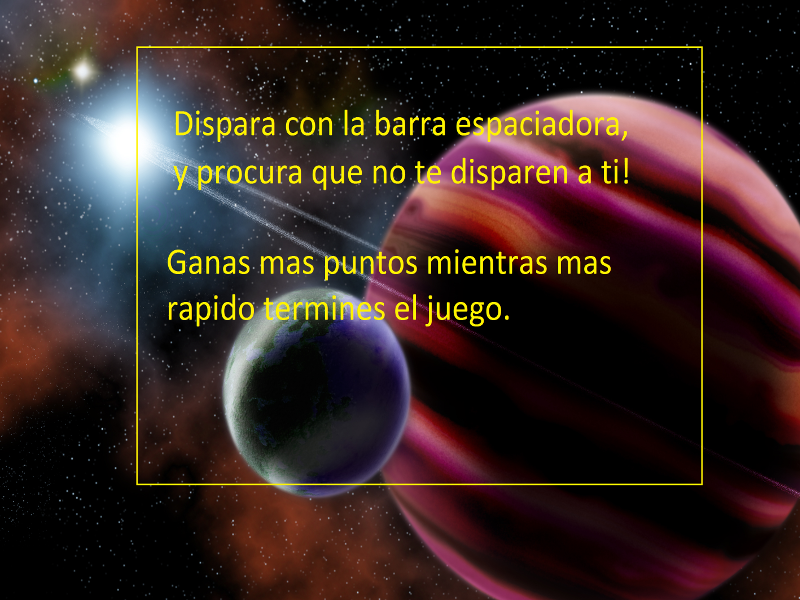 Dispara con la barra espaciadora,
y procura que no te disparen a ti!
Ganas mas puntos mientras mas
rapido termines el juego.